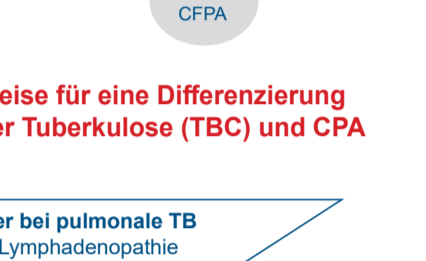 CFPA
eise für eine Differenzierung
er Tuberkulose (TBC) und CPA
er bei pulmonale TB
Lymphadenopathie